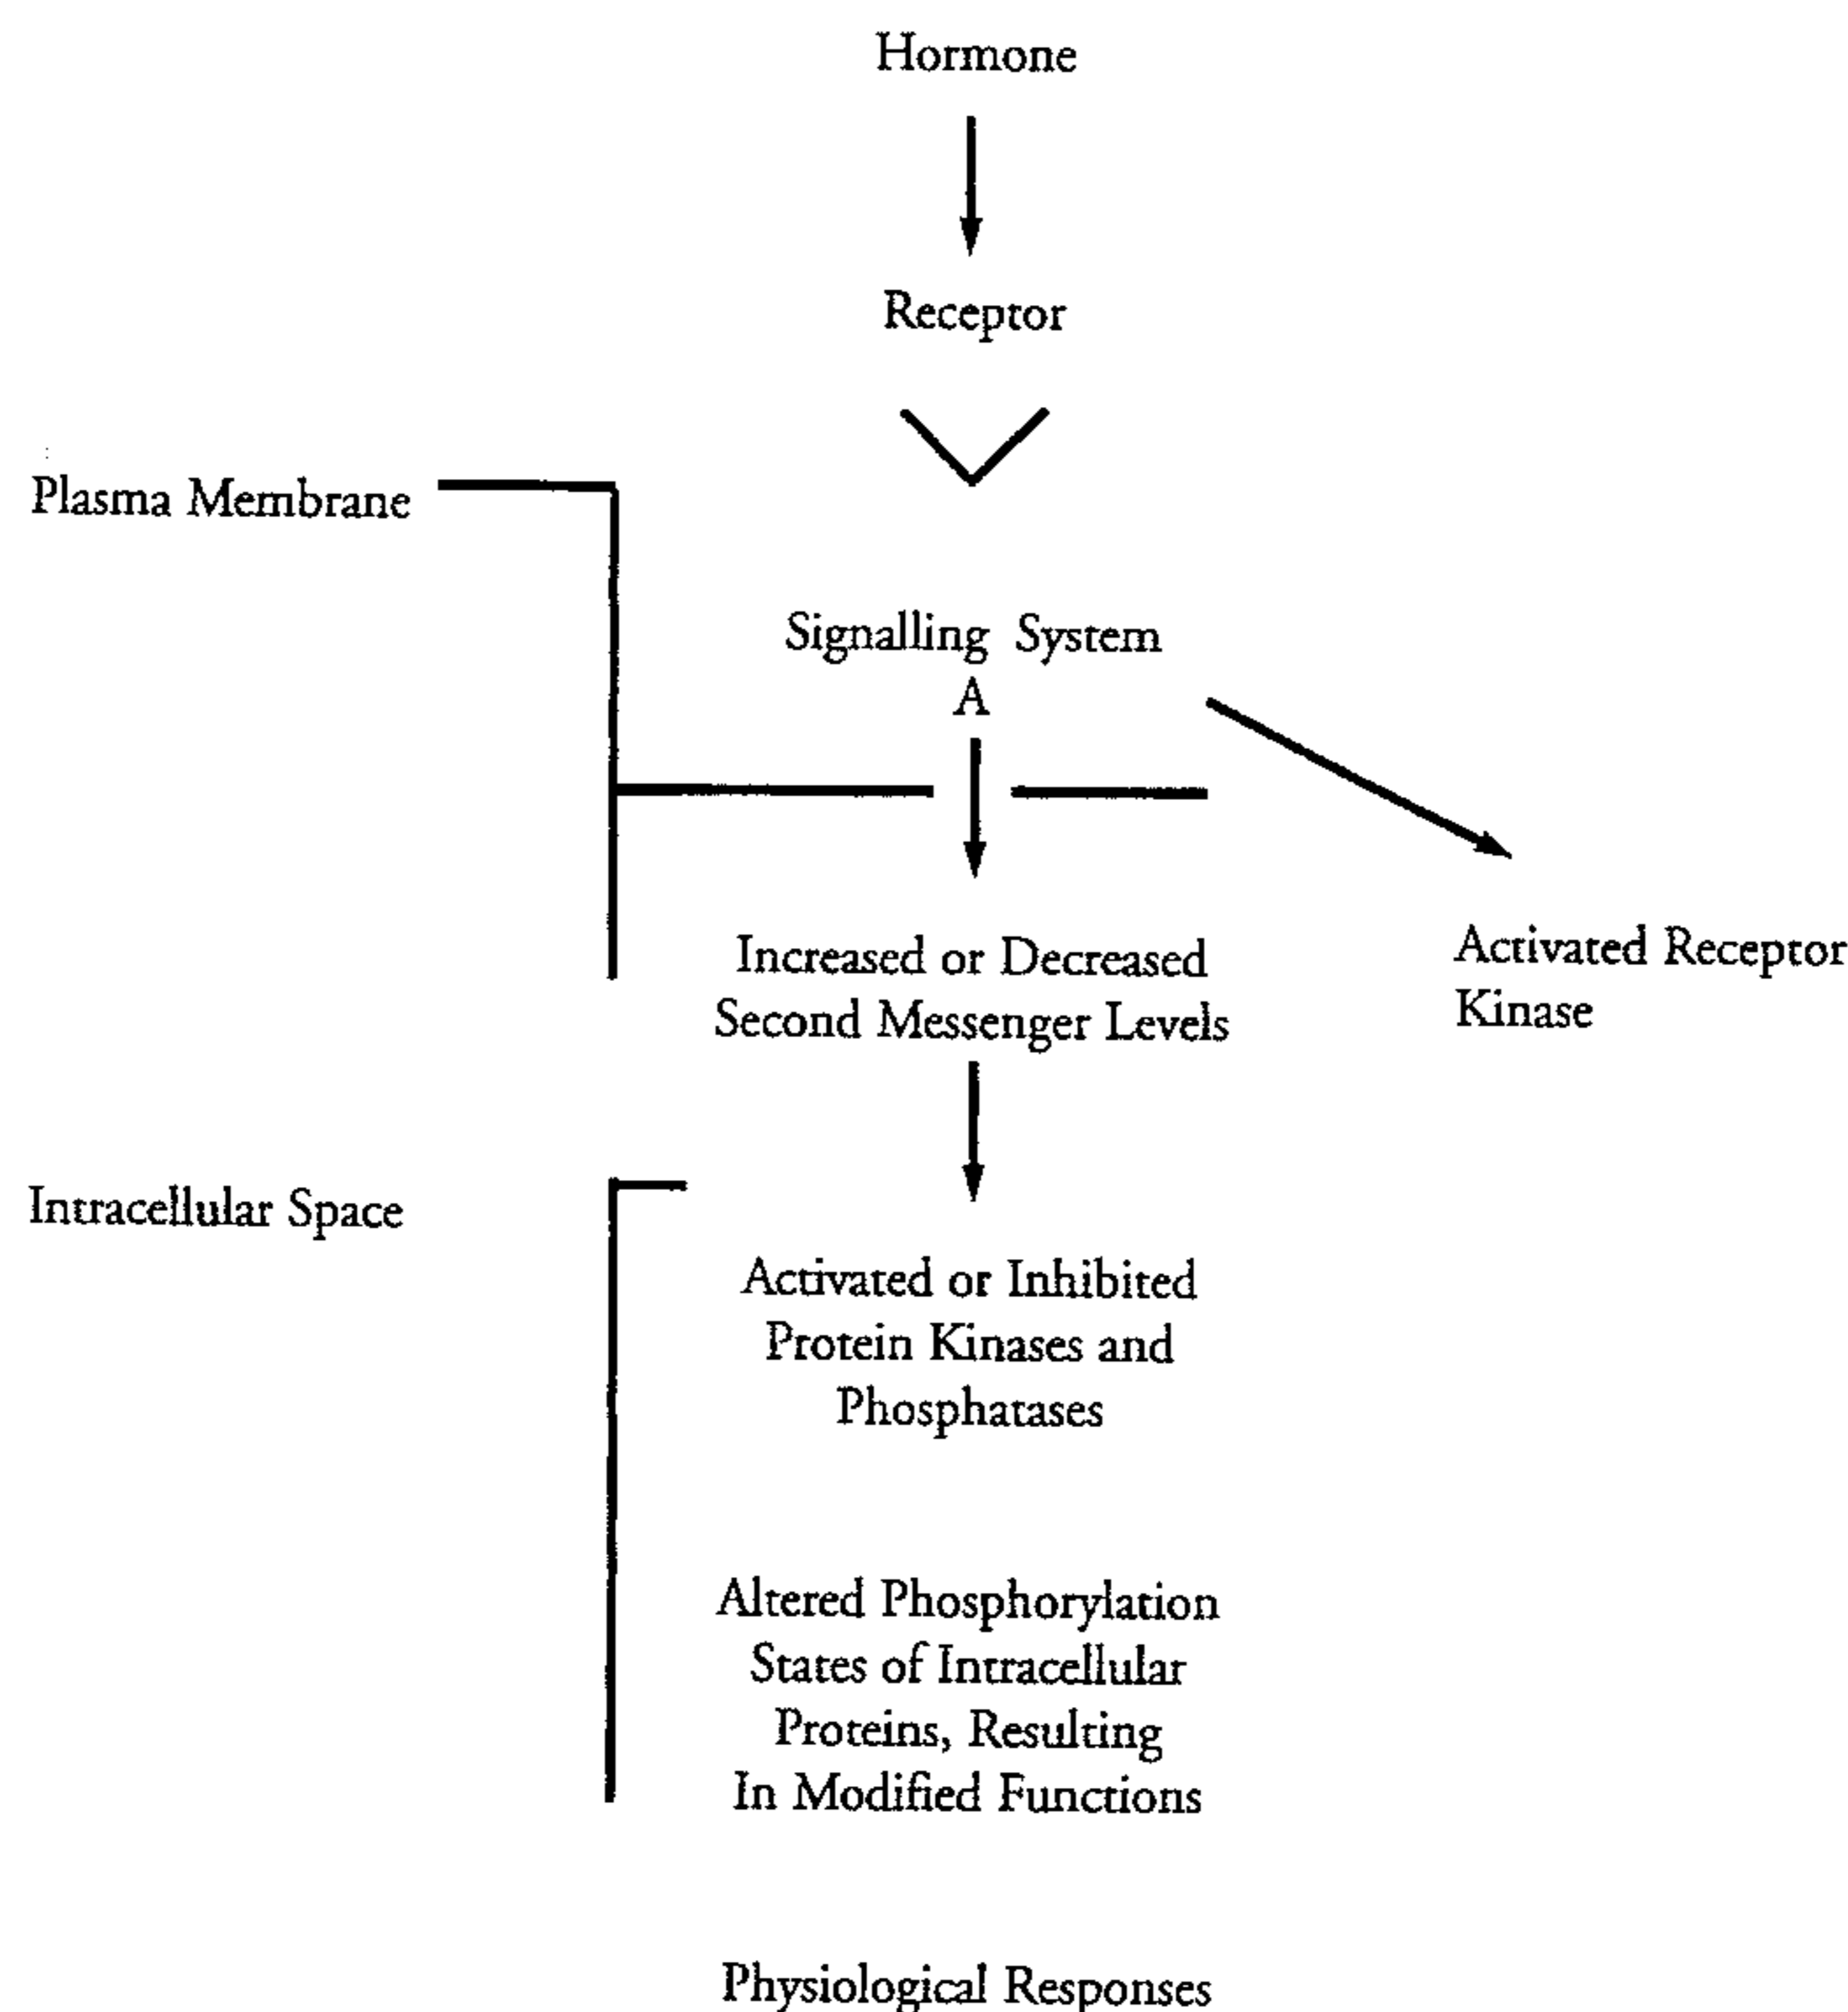 Hormone
Receptor
Plasma Membrane
Signalling System
A
Increased or Decreased
Second Messenger Levels
Activated Receptor
Kinase
Intracellular Space
Activated or Inhibited
Protein Kinases and
Phosphatases
Altered Phosphorylation
States of Intracellular
Proteins, Resulting
In Modified Functions
Physiological Responses